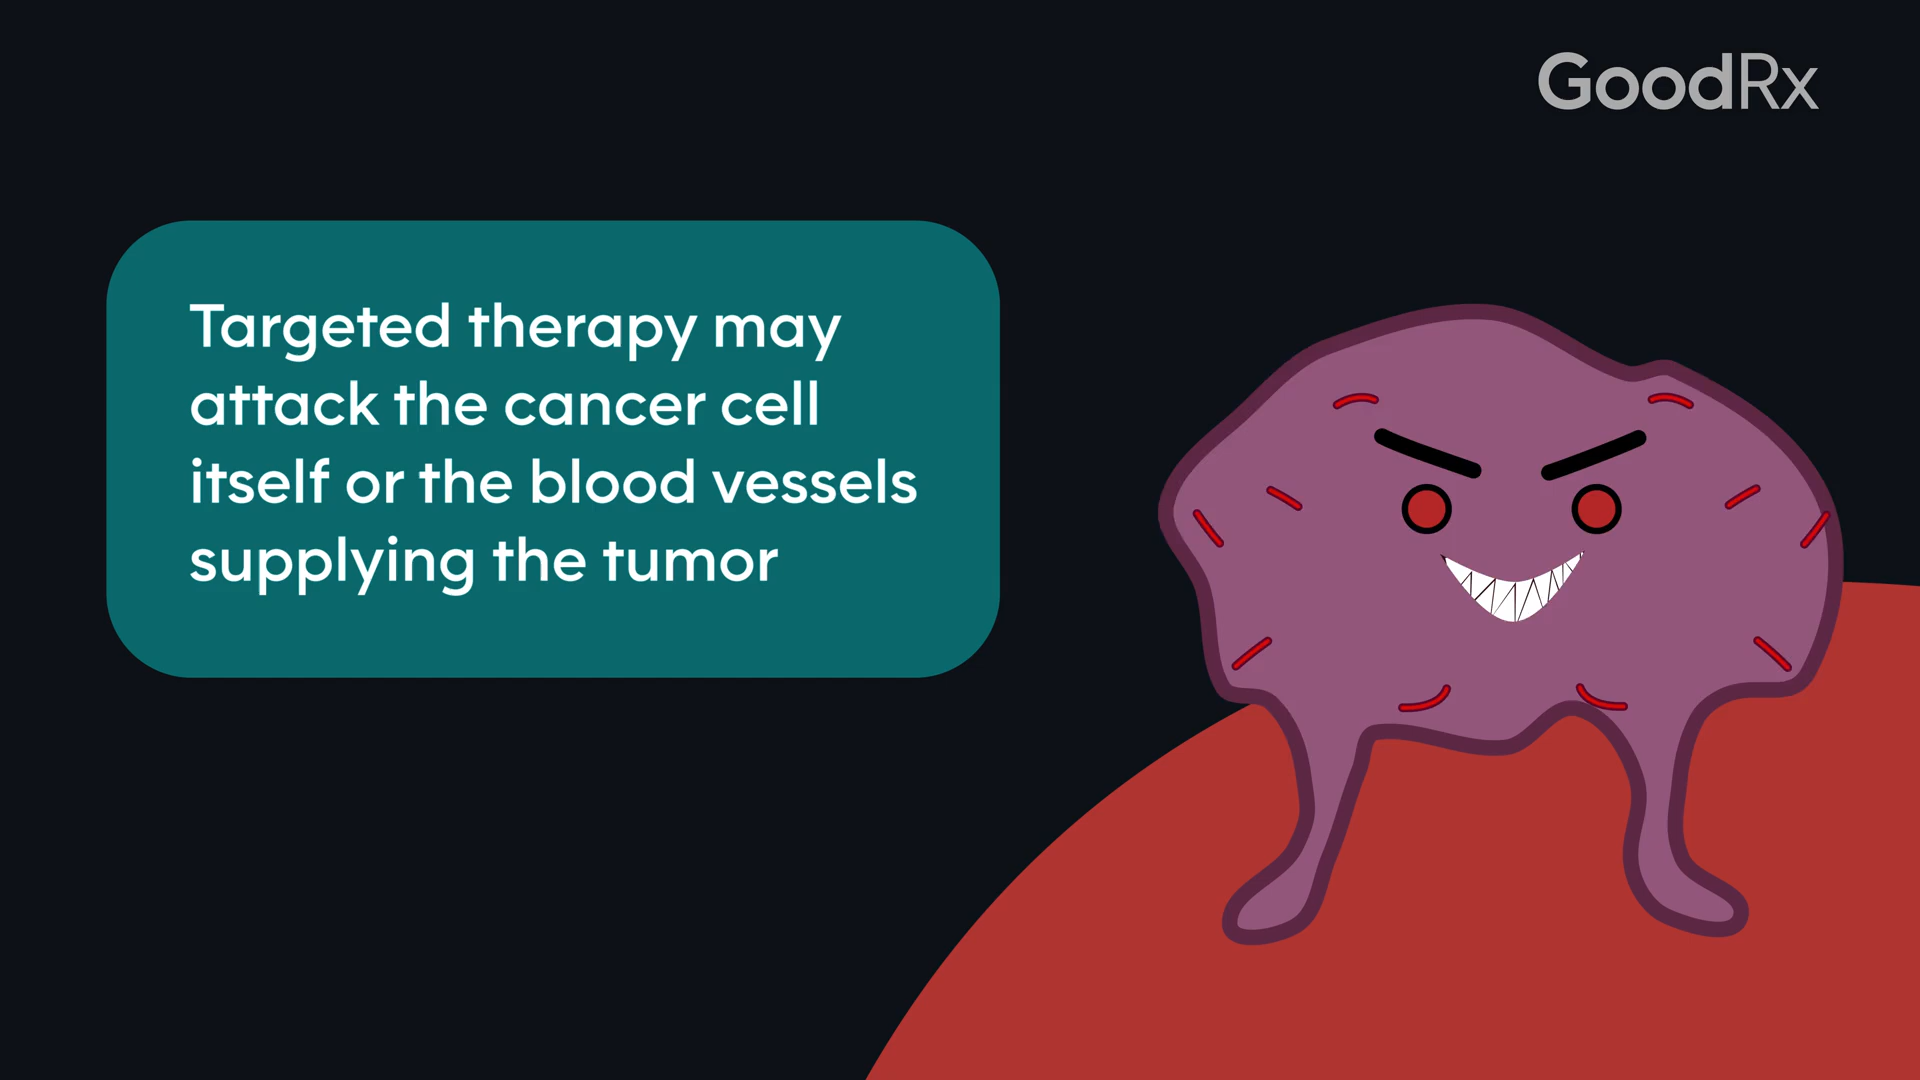 GoodRx
Targeted therapy may
attack the cancer cell
itself or the blood vessels
supplying the tumor